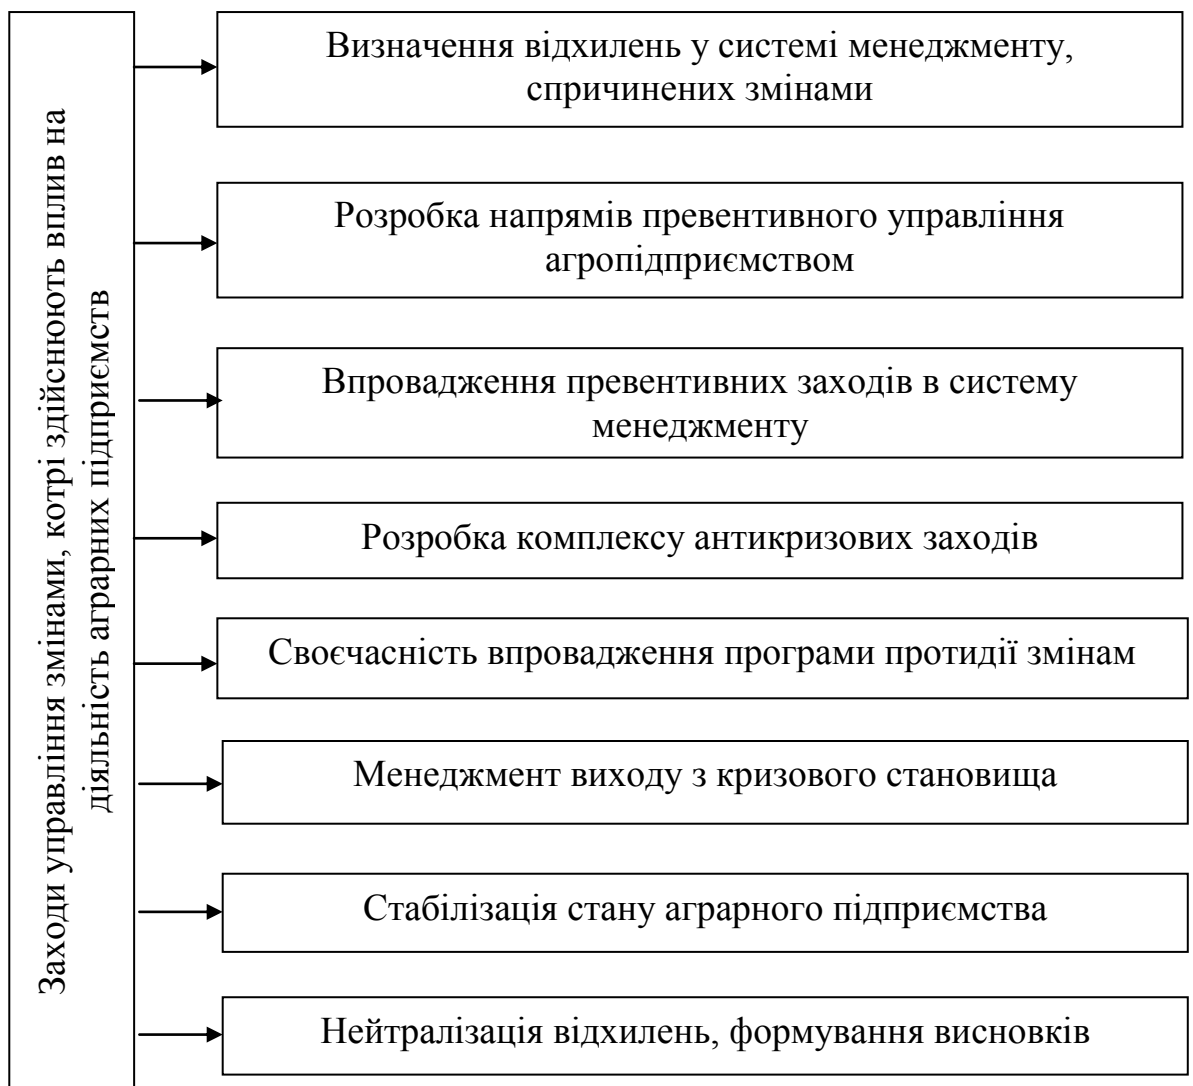 Заходи управління змінами, котрі здійснюють вплив на
діяльність аграрних підприємств
Визначення відхилень у системі менеджменту,
спричинених змінами
Розробка напрямів превентивного управління
агропідприємством
Впровадження превентивних заходів в систему
менеджменту
Розробка комплексу антикризових заходів
Своєчасність впровадження програми протидії змінам
Менеджмент виходу з кризового становища
Стабілізація стану аграрного підприємства
Нейтралізація відхилень, формування висновків